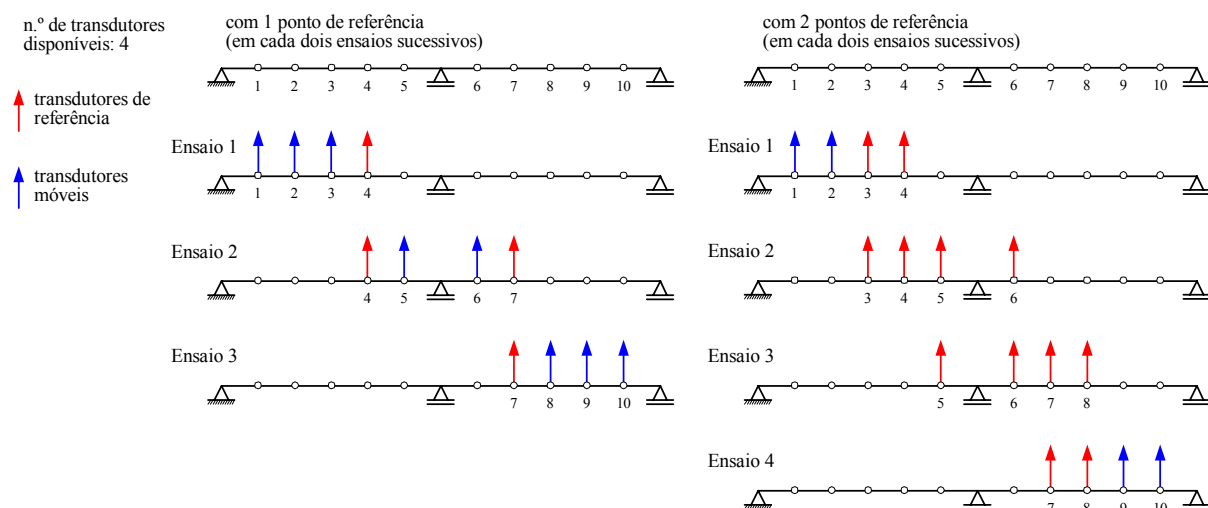 n.º de transdutores
disponíveis: 4
transdutores de
referência
transdutores
móveis
com 1 ponto de referência
(em cada dois ensaios sucessivos)
1 2 3 4 5 6 7 8 9 10
Ensaio 1
1 2 3 4
Ensaio 2
4 5 6 7
Ensaio 3
7 8 9 10
com 2 pontos de referência
(em cada dois ensaios sucessivos)
1 2 3 4 5 6 7 8 9 10
Ensaio 1
1 2 3 4
Ensaio 2
3 4 5 6
Ensaio 3
5 6 7 8
Ensaio 4
7 8 9 10